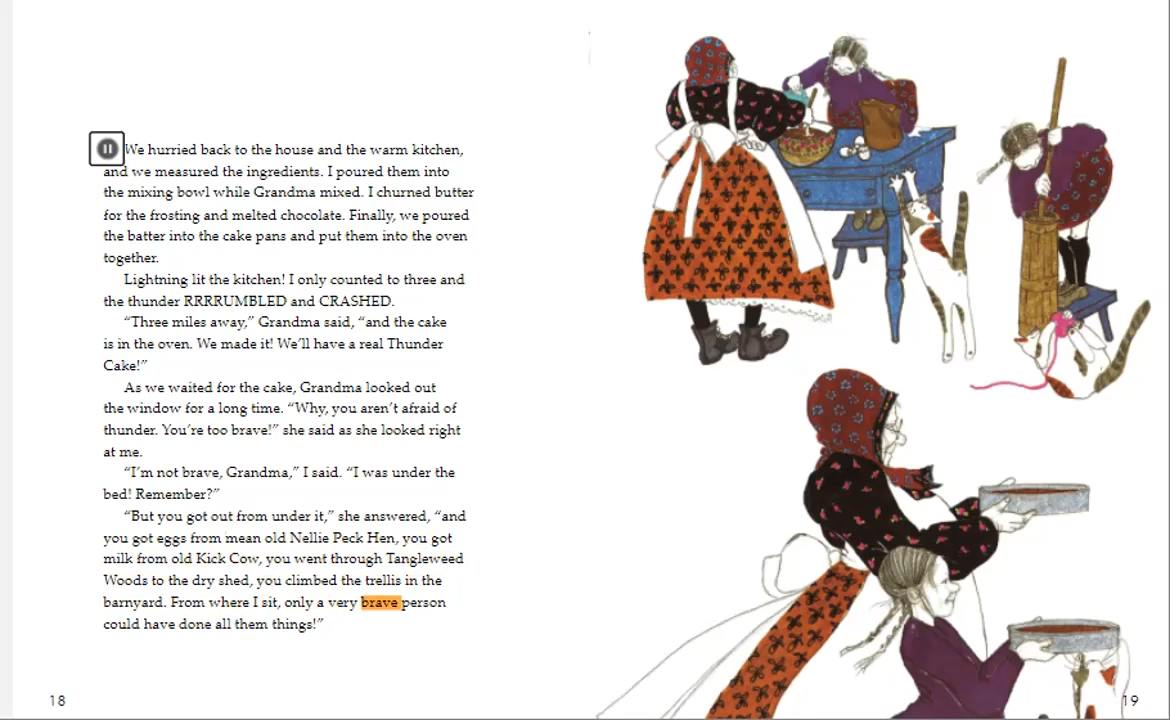 We hurried back to the house and the warm kitchen,
and we measured the ingredients. I poured them into
the mixing bowl while Grandma mixed. I churned butter
for the frosting and melted chocolate. Finally, we poured
the batter into the cake pans and put them into the oven
together.
Lightning lit the kitchen! I only counted to three and
the thunder RRRRUMBLED and CRASHED.
“Three miles away,” Grandma said, “and the cake
is in the oven. We made it! We’ll have a real Thunder
Cake!”
As we waited for the cake, Grandma looked out
the window for a long time. “Why, you aren’t afraid of
thunder. You’re too brave!” she said as she looked right
at me.
“I’m not brave, Grandma,” I said. “I was under the
bed! Remember?”
“But you got out from under it,” she answered, “and
you got eggs from mean old Nellie Peck Hen, you got
milk from old Kick Cow, you went through Tangleweed
Woods to the dry shed, you climbed the trellis in the
barnyard. From where I sit, only a very brave person
could have done all them things!”
18
19